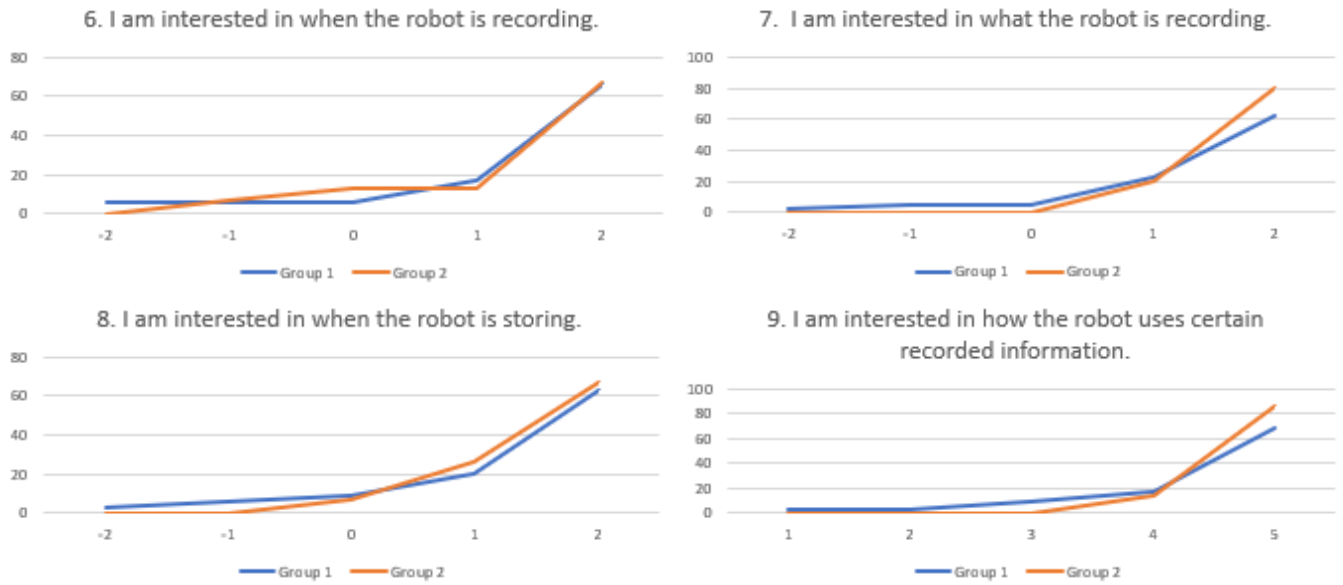 6. I am interested in when the robot is recording.
80
60
40
20
0
-2 -1 0 1 2
Group 1 Group 2
7. I am interested in what the robot is recording.
100
80
60
40
20
0
-2 -1 0 1 2
Group 1 Group 2
8. I am interested in when the robot is storing.
80
60
40
20
0
-2 -1 0 1 2
Group 1 Group 2
9. I am interested in how the robot uses certain
recorded information.
100
80
60
40
20
0
1 2 3 4 5
Group 1 Group 2